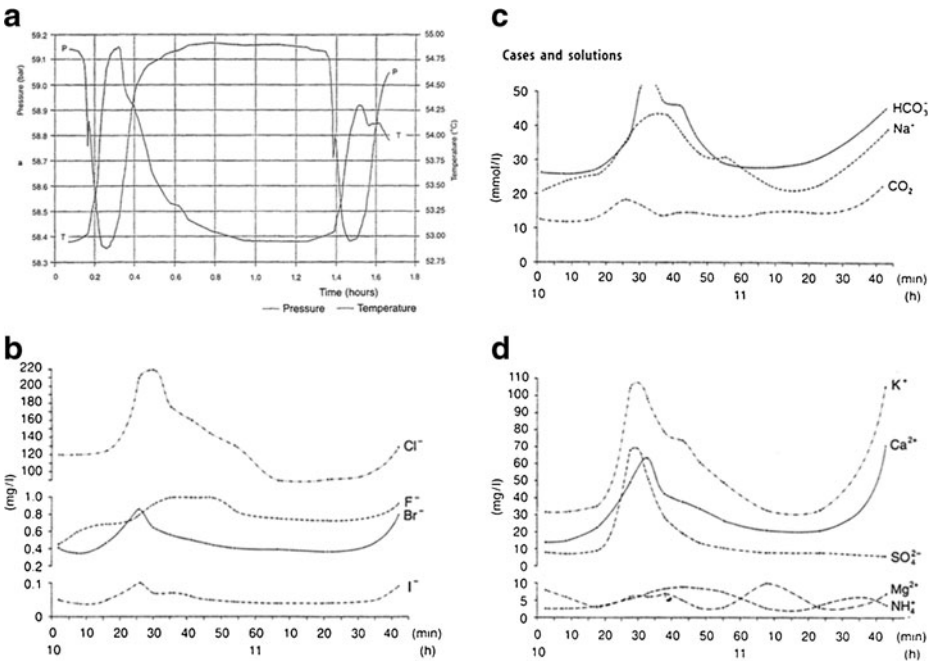 a
59.2
59.1
59.0
58.9
58.8
58.7
58.6
58.5
58.4
58.3
Pressure (bar)
P
T
P
T
55.00
54.75
54.50
54.25
54.00
53.75
53.50
53.25
53.00
52.75
Temperature (°C)
0 0.2 0.4 0.6 0.8 1.0 1.2 1.4 1.6 1.8
Time (hours)
Pressure Temperature
c
Cases and solutions
50
40
30
20
10
0
(mmol/l)
HCO₃⁻
Na⁺
CO₂
0 10 20 30 40 50 10 20 30 40 (min)
10 11 (h)
b
220
200
180
160
140
120
100
1.0
0.8
0.6
0.4
0.2
0.1
0
(mg/l)
Cl⁻
F⁻
Br⁻
I⁻
0 10 20 30 40 50 10 20 30 40 (min)
10 11 (h)
d
110
100
90
80
70
60
50
40
30
20
10
0
10
5
0
(mg/l)
K⁺
Ca²⁺
SO₄²⁻
Mg²⁺
NH₄⁺
0 10 20 30 40 50 10 20 30 40 (min)
10 11 (h)